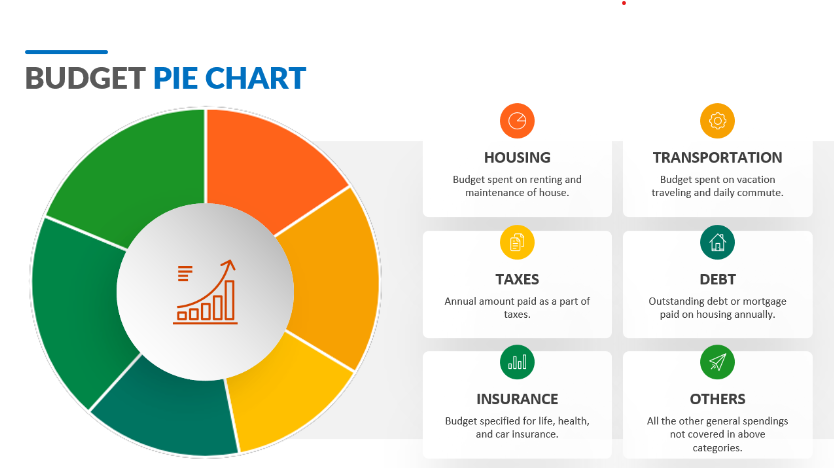 BUDGET PIE CHART
HOUSING
Budget spent on renting and
maintenance of house.
TRANSPORTATION
Budget spent on vacation
traveling and daily commute.
TAXES
Annual amount paid as a part of
taxes.
DEBT
Outstanding debt or mortgage
paid on housing annually.
INSURANCE
Budget specified for life, health,
and car insurance.
OTHERS
All the other general spendings
not covered in above
categories.